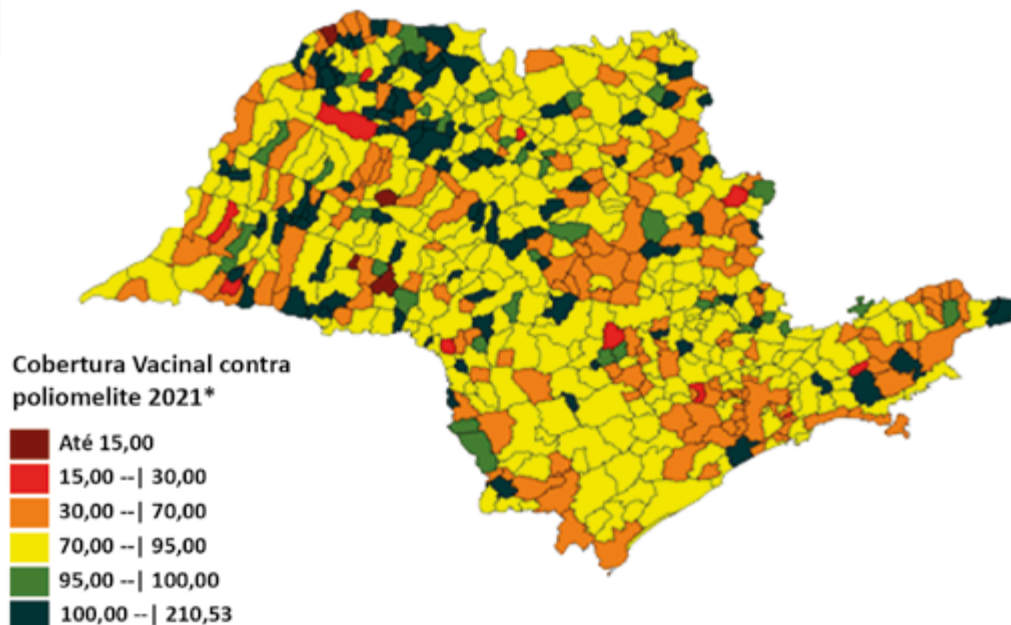 Cobertura Vacinal contra
poliomelite 2021*
Até 15,00
15,00 --| 30,00
30,00 --| 70,00
70,00 --| 95,00
95,00 --| 100,00
100,00 --| 210,53